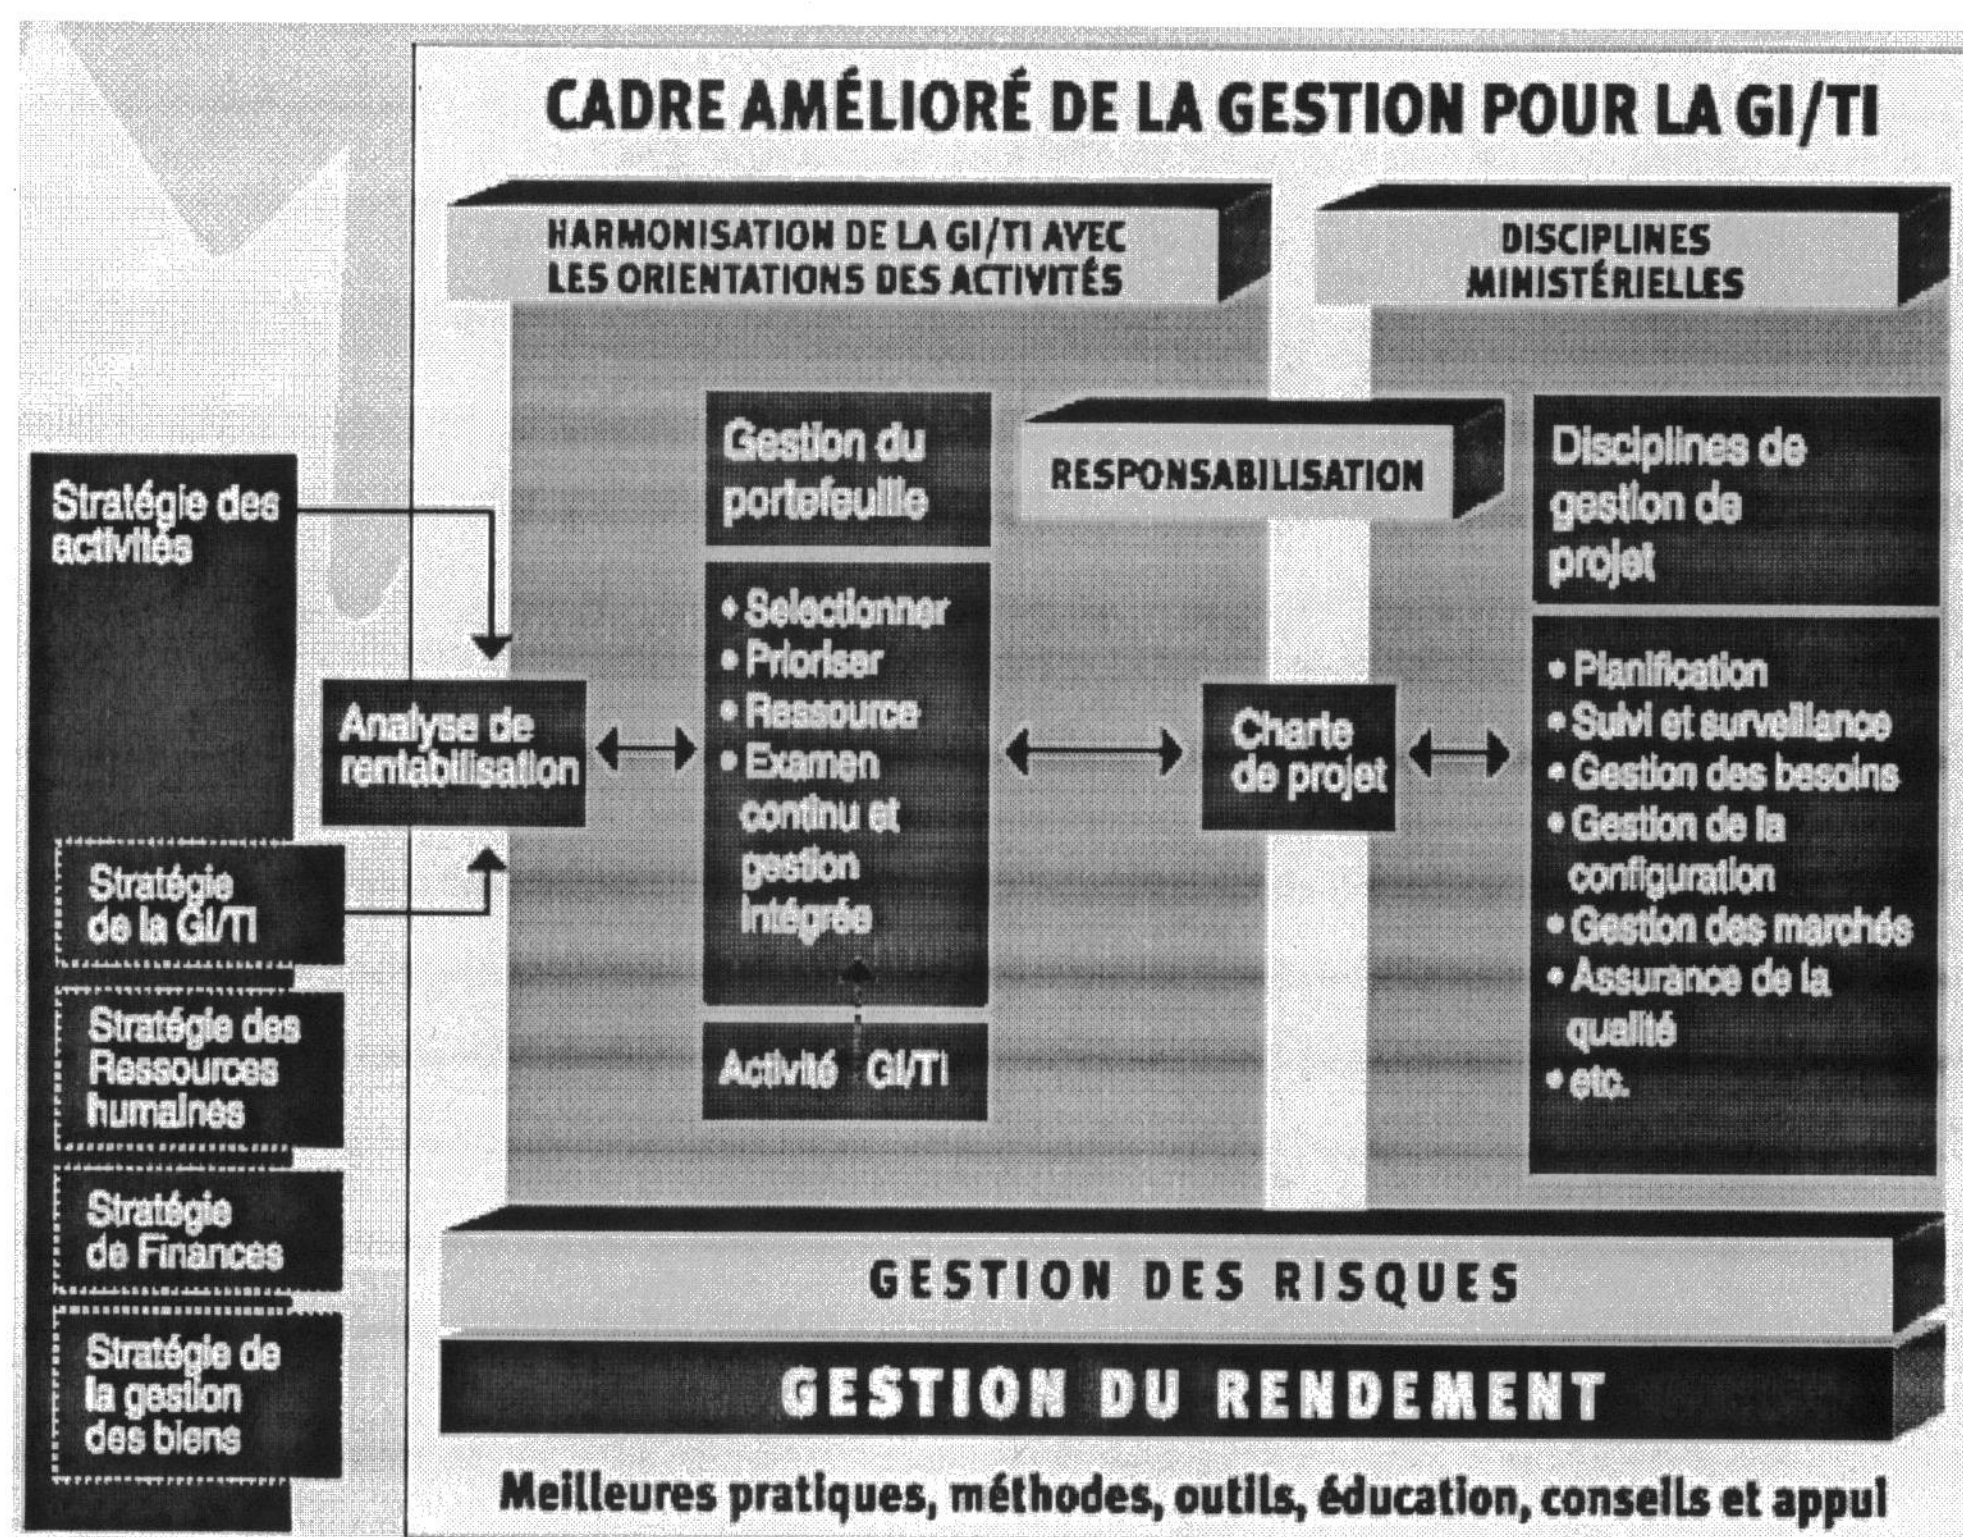 CADRE AMÉLIORÉ DE LA GESTION POUR LA GI/TI
HARMONISATION DE LA GI/TI AVEC
LES ORIENTATIONS DES ACTIVITÉS
DISCIPLINES
MINISTÉRIELLES
Stratégie des
activités
Stratégie
de la GI/TI
Stratégie des
Ressources
humaines
Stratégie
de Finances
Stratégie de
la gestion
des biens
Analyse de
rentabilisation
Gestion du
portefeuille
• Selectionner
• Prioriser
• Ressource
• Examen
continu et
gestion
intégrée
Activité GI/TI
RESPONSABILISATION
Charte
de projet
Disciplines de
gestion de
projet
• Planification
• Suivi et surveillance
• Gestion des besoins
• Gestion de la
configuration
• Gestion des marchés
• Assurance de la
qualité
• etc.
GESTION DES RISQUES
GESTION DU RENDEMENT
Meilleures pratiques, méthodes, outils, éducation, conseils et appui